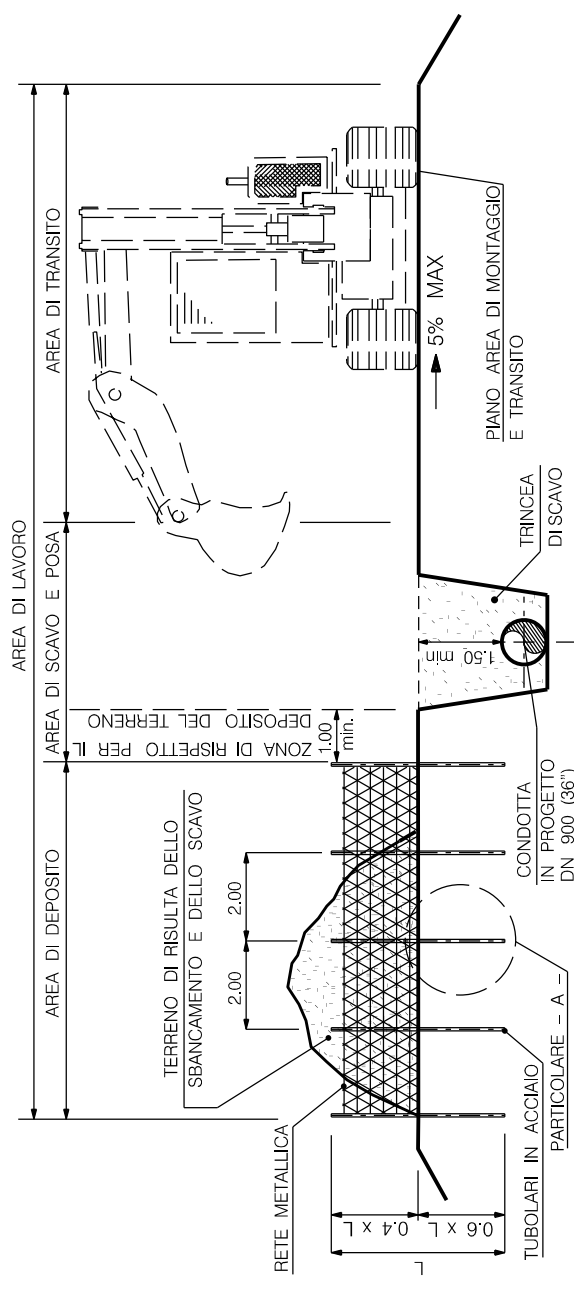 AREA DI LAVORO
AREA DI DEPOSITO
AREA DI SCAVO E POSA
AREA DI TRANSITO
TERRENO DI RISULTA DELLO
SBANCAMENTO E DELLO SCAVO
ZONA DI RISPETTO PER IL
DEPOSITO DEL TERRENO
RETE METALLICA
2.00
2.00
1.00
min.
L
0.4 x L
0.6 x L
1.50 min
5% MAX
PIANO AREA DI MONTAGGIO
E TRANSITO
TRINCEA
DI SCAVO
CONDOTTA
IN PROGETTO
DN 900 (36")
TUBOLARI IN ACCIAIO
PARTICOLARE - A -